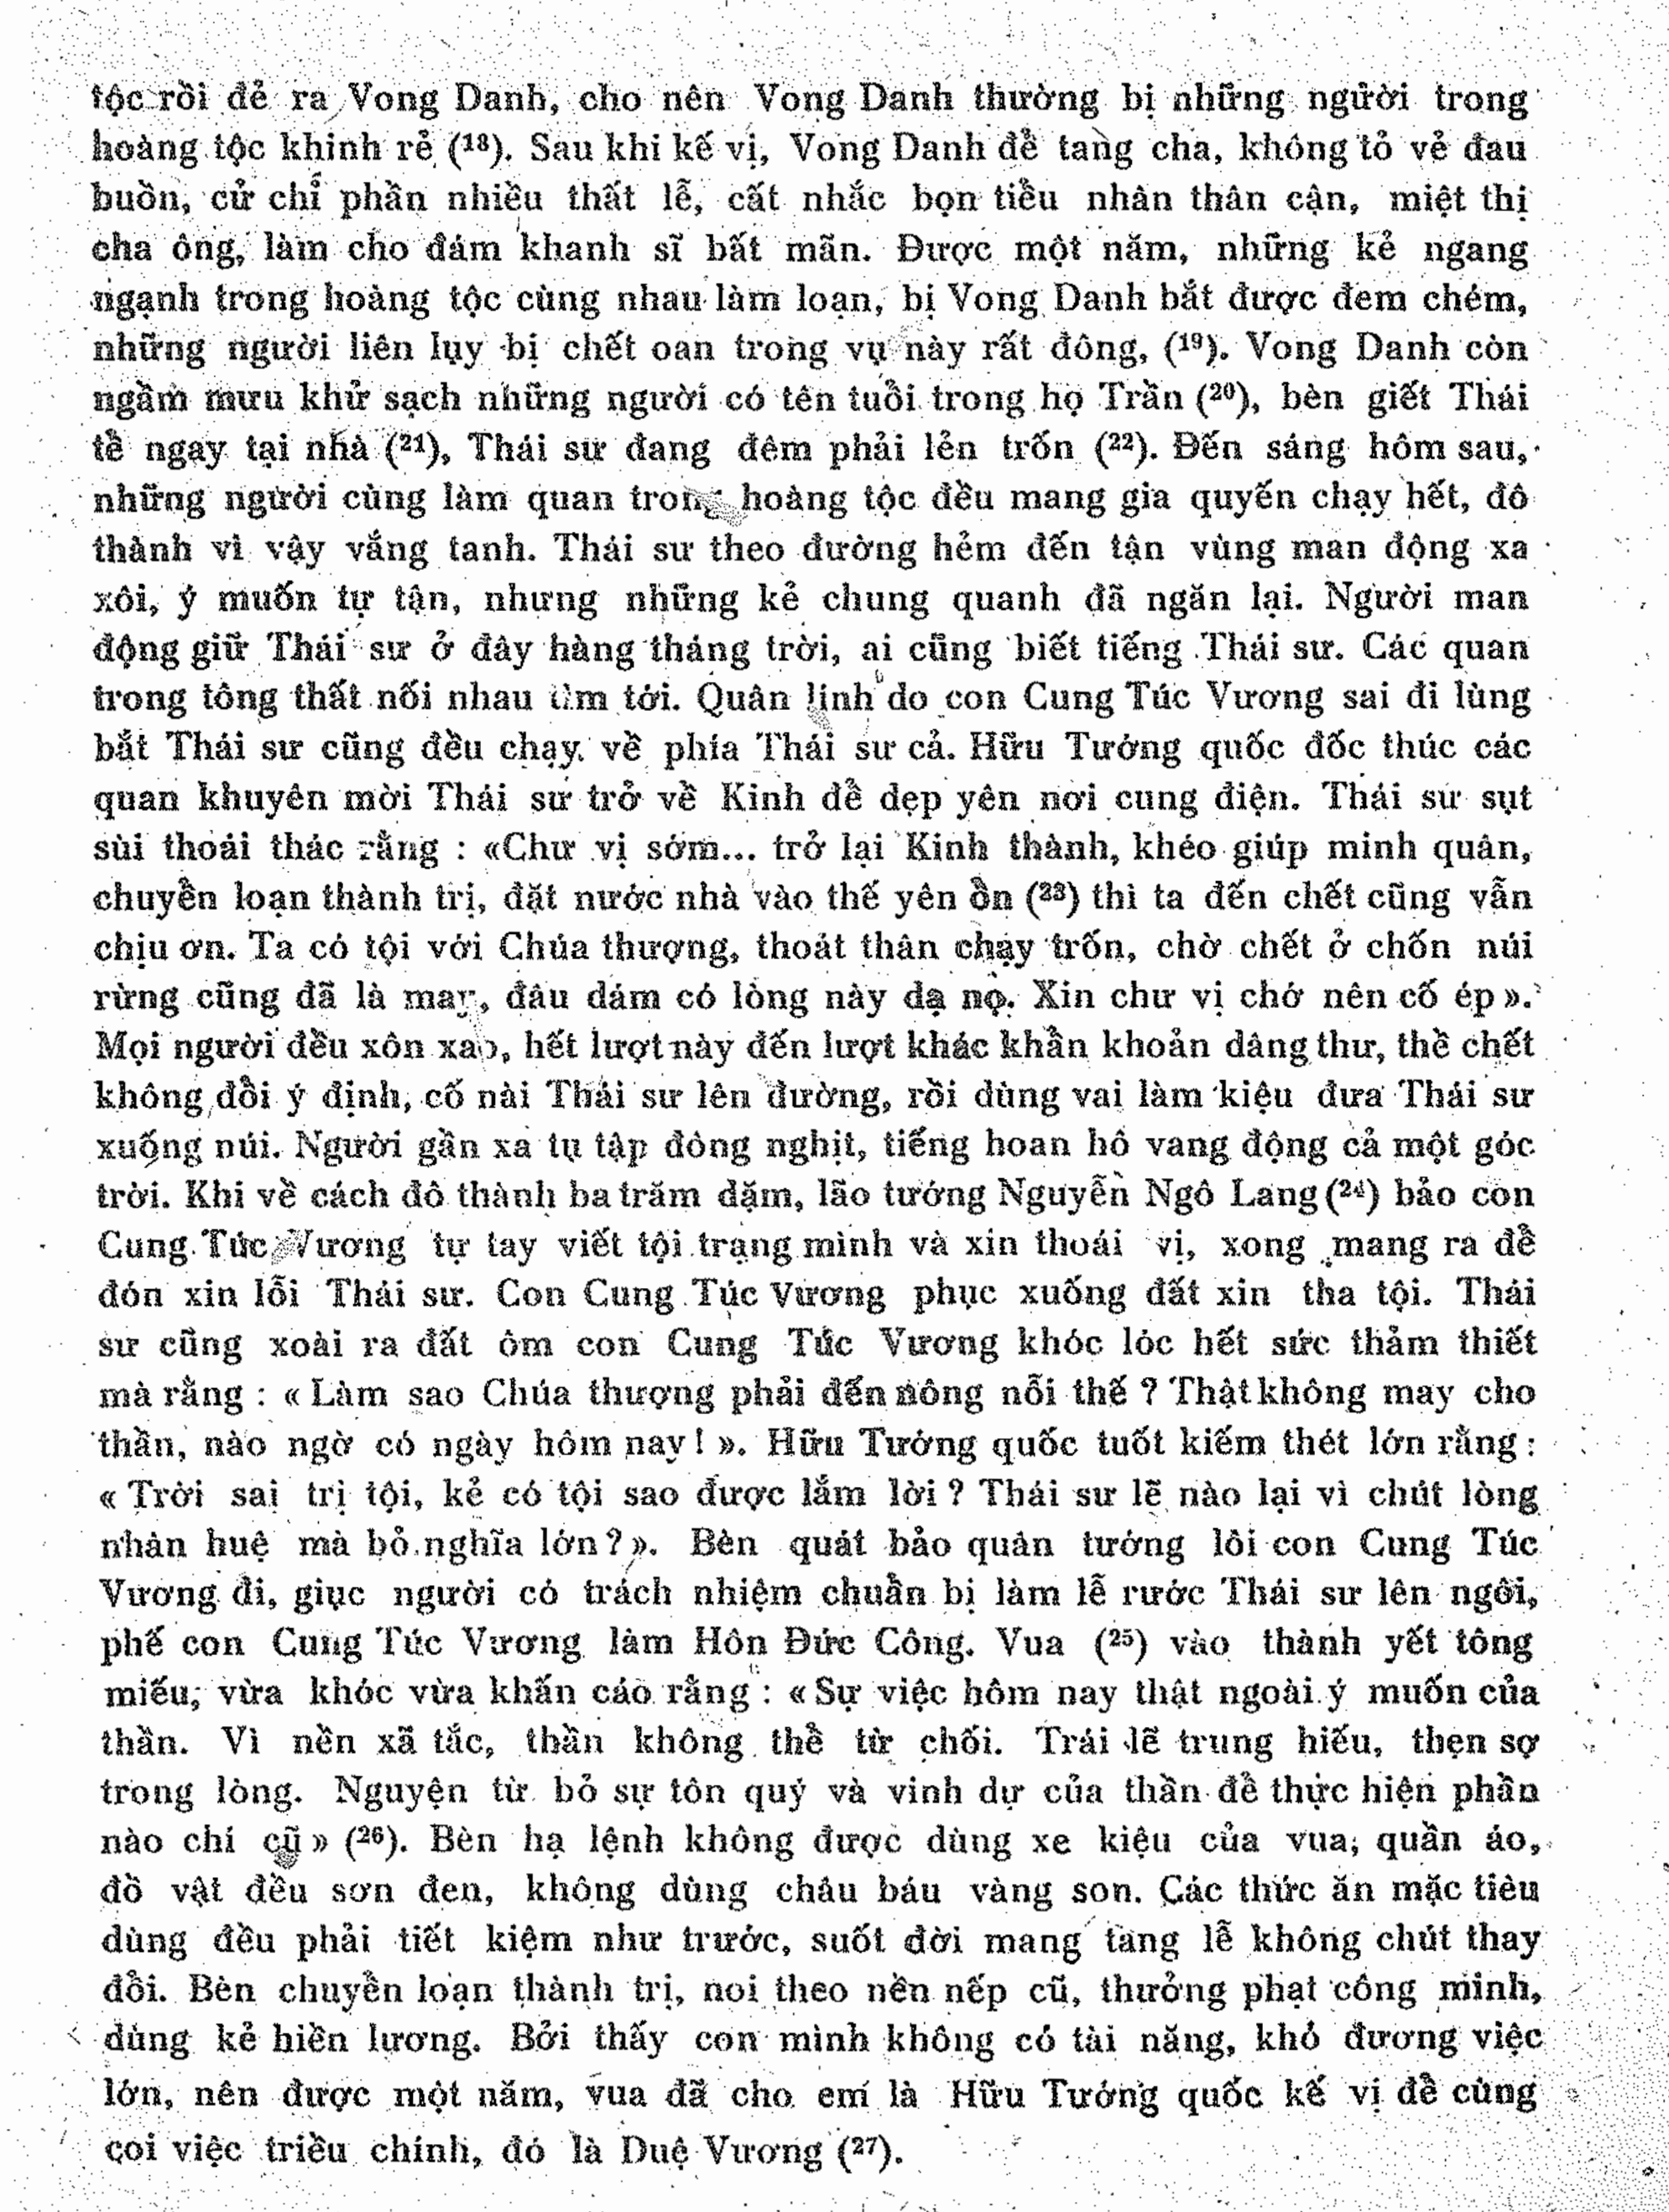 tộc rồi đẻ ra Vong Danh, cho nên Vong Danh thường bị những người trong
hoàng tộc khinh rẻ (18). Sau khi kế vị, Vong Danh để tang cha, không tỏ vẻ đau
buồn, cử chỉ phần nhiều thất lễ, cất nhắc bọn tiểu nhân thân cận, miệt thị
cha ông, làm cho đám khanh sĩ bất mãn. Được một năm, những kẻ ngang
ngạnh trong hoàng tộc cùng nhau làm loạn, bị Vong Danh bắt được đem chém,
những người liên lụy bị chết oan trong vụ này rất đông, (19). Vong Danh còn
ngầm mưu khử sạch những người có tên tuổi trong họ Trần (20), bèn giết Thái
tể ngay tại nhà (21), Thái sư đang đêm phải lẻn trốn (22). Đến sáng hôm sau,
những người cùng làm quan trong hoàng tộc đều mang gia quyến chạy hết, đô
thành vì vậy vắng tanh. Thái sư theo đường hẻm đến tận vùng man động xa
xôi, ý muốn tự tận, nhưng những kẻ chung quanh đã ngăn lại. Người man
động giữ Thái sư ở đây hàng tháng trời, ai cũng biết tiếng Thái sư. Các quan
trong tông thất nối nhau tìm tới. Quân lính do con Cung Túc Vương sai đi lùng
bắt Thái sư cũng đều chạy về phía Thái sư cả. Hữu Tướng quốc đốc thúc các
quan khuyên mời Thái sư trở về Kinh để dẹp yên nơi cung điện. Thái sư sụt
sùi thoái thác rằng : «Chư vị sớm... trở lại Kinh thành, khéo giúp minh quân,
chuyển loạn thành trị, đặt nước nhà vào thế yên ổn (23) thì ta đến chết cũng vẫn
chịu ơn. Ta có tội với Chúa thượng, thoát thân chạy trốn, chờ chết ở chốn núi
rừng cũng đã là may, đâu dám có lòng này dạ nọ. Xin chư vị chớ nên cố ép».
Mọi người đều xôn xao, hết lượt này đến lượt khác khẩn khoản dâng thư, thề chết
không đổi ý định, cố nài Thái sư lên đường, rồi dùng vai làm kiệu đưa Thái sư
xuống núi. Người gần xa tụ tập đông nghịt, tiếng hoan hô vang động cả một góc
trời. Khi về cách đô thành ba trăm dặm, lão tướng Nguyễn Ngô Lang (24) bảo con
Cung Túc Vương tự tay viết tội trạng mình và xin thoái vị, xong mang ra để
đón xin lỗi Thái sư. Con Cung Túc Vương phục xuống đất xin tha tội. Thái
sư cũng xoài ra đất ôm con Cung Túc Vương khóc lóc hết sức thảm thiết
mà rằng : « Làm sao Chúa thượng phải đến nông nỗi thế ? Thật không may cho
thần, nào ngờ có ngày hôm nay ! ». Hữu Tướng quốc tuốt kiếm thét lớn rằng :
« Trời sai trị tội, kẻ có tội sao được lắm lời ? Thái sư lẽ nào lại vì chút lòng
nhân huệ mà bỏ nghĩa lớn ? ». Bèn quát bảo quân tướng lôi con Cung Túc
Vương đi, giục người có trách nhiệm chuẩn bị làm lễ rước Thái sư lên ngôi,
phế con Cung Túc Vương làm Hôn Đức Công. Vua (25) vào thành yết tông
miếu, vừa khóc vừa khấn cáo rằng : « Sự việc hôm nay thật ngoài ý muốn của
thần. Vì nền xã tắc, thần không thể từ chối. Trái lẽ trung hiếu, thẹn sợ
trong lòng. Nguyện từ bỏ sự tôn quý và vinh dự của thần để thực hiện phần
nào chí cũ » (26). Bèn hạ lệnh không được dùng xe kiệu của vua, quần áo,
đồ vật đều sơn đen, không dùng châu báu vàng son. Các thức ăn mặc tiêu
dùng đều phải tiết kiệm như trước, suốt đời mang tang lễ không chút thay
đổi. Bèn chuyển loạn thành trị, noi theo nền nếp cũ, thưởng phạt công minh,
dùng kẻ hiền lương. Bởi thấy con mình không có tài năng, khó đương việc
lớn, nên được một năm, vua đã cho em là Hữu Tướng quốc kế vị để cùng
coi việc triều chính, đó là Duệ Vương (27).